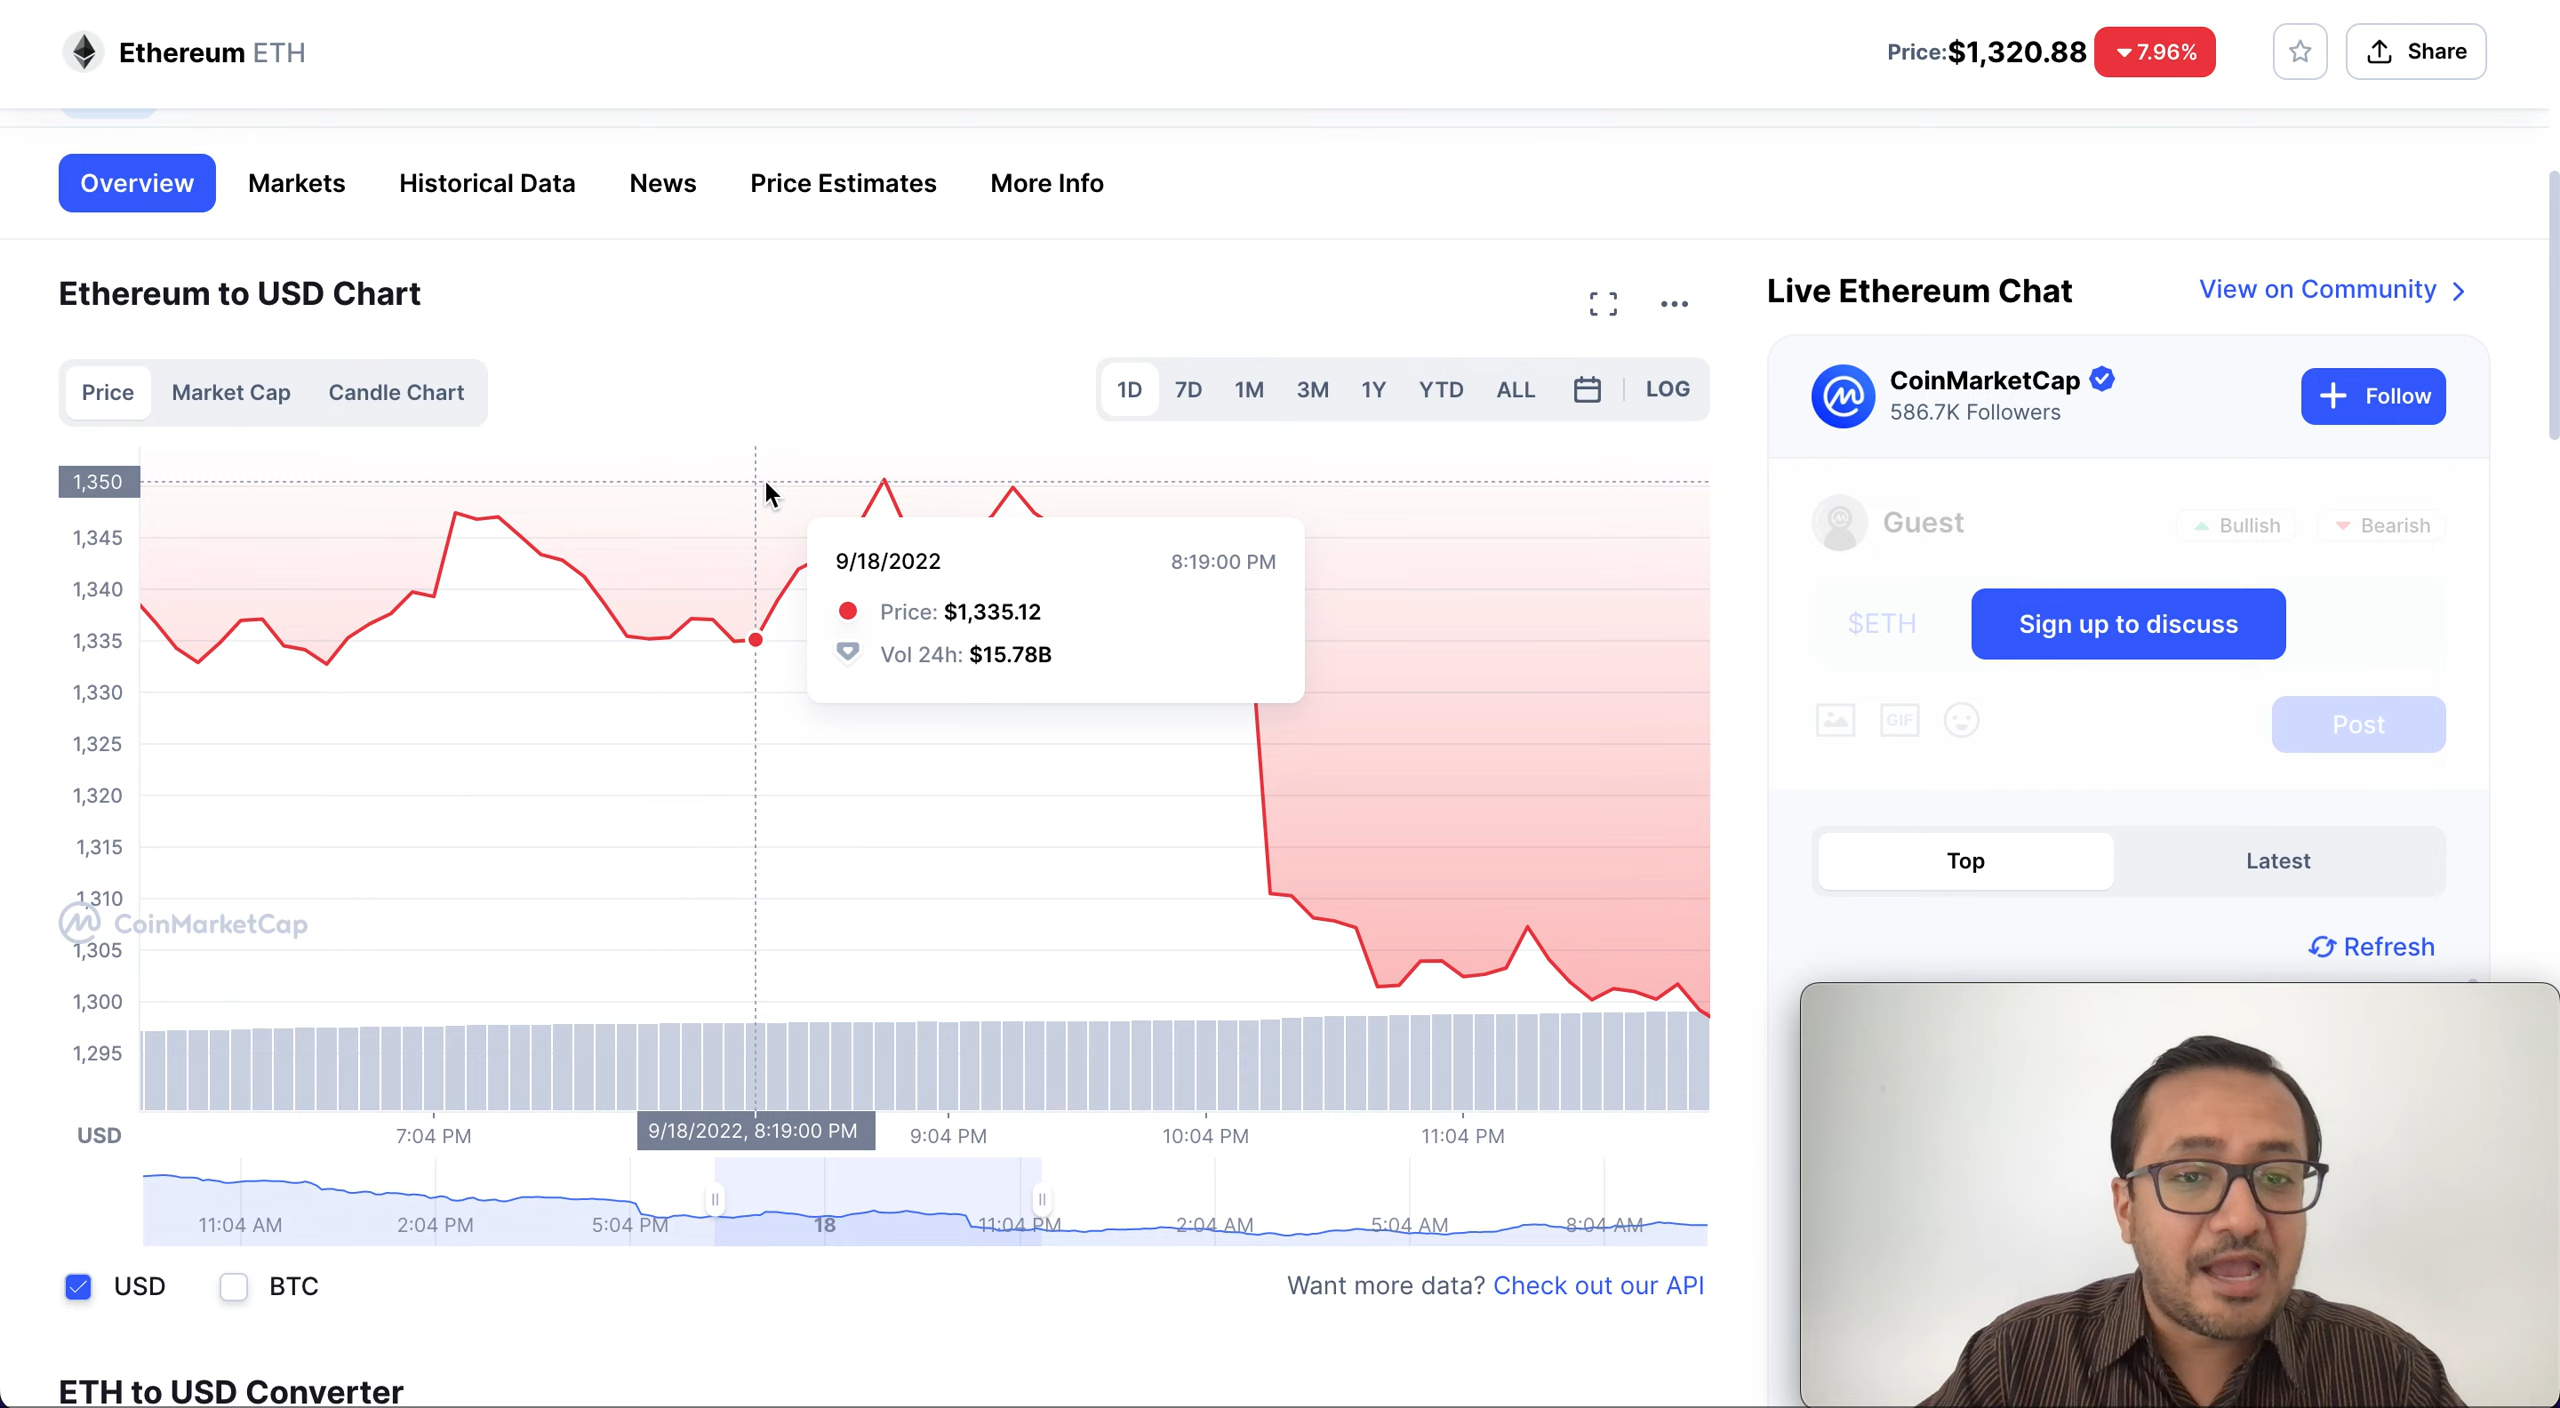 Ethereum ETH
Price:$1,320.88 7.96%
Share
Overview Markets Historical Data News Price Estimates More Info
Ethereum to USD Chart
Price Market Cap Candle Chart
1D 7D 1M 3M 1Y YTD ALL LOG
1,350
1,345
1,340
1,335
1,330
1,325
1,320
1,315
1,310
1,305
1,300
1,295
CoinMarketCap
9/18/2022 8:19:00 PM
Price: $1,335.12
Vol 24h: $15.78B
USD 7:04 PM 9/18/2022, 8:19:00 PM 9:04 PM 10:04 PM 11:04 PM
11:04 AM 2:04 PM 5:04 PM 18 11:04 PM 2:04 AM 5:04 AM 8:04 AM
USD BTC
Want more data? Check out our API
ETH to USD Converter
Live Ethereum Chat
View on Community
CoinMarketCap
586.7K Followers
Follow
Guest
Bullish Bearish
$ETH
Sign up to discuss
GIF
Post
Top Latest
Refresh